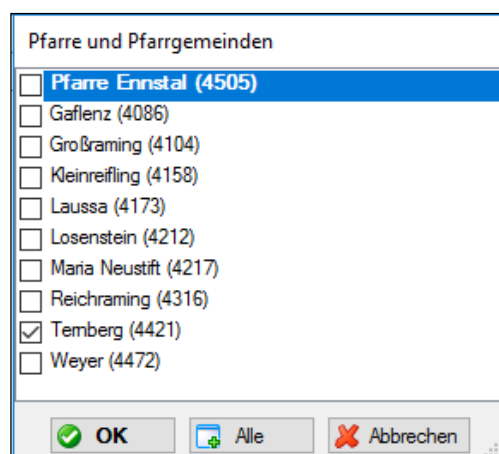 Pfarre und Pfarrgemeinden
Pfarre Ennstal (4505)
Gaflenz (4086)
Großraming (4104)
Kleinreifling (4158)
Laussa (4173)
Losenstein (4212)
Maria Neustift (4217)
Reichraming (4316)
Ternberg (4421)
Weyer (4472)
OK Alle Abbrechen